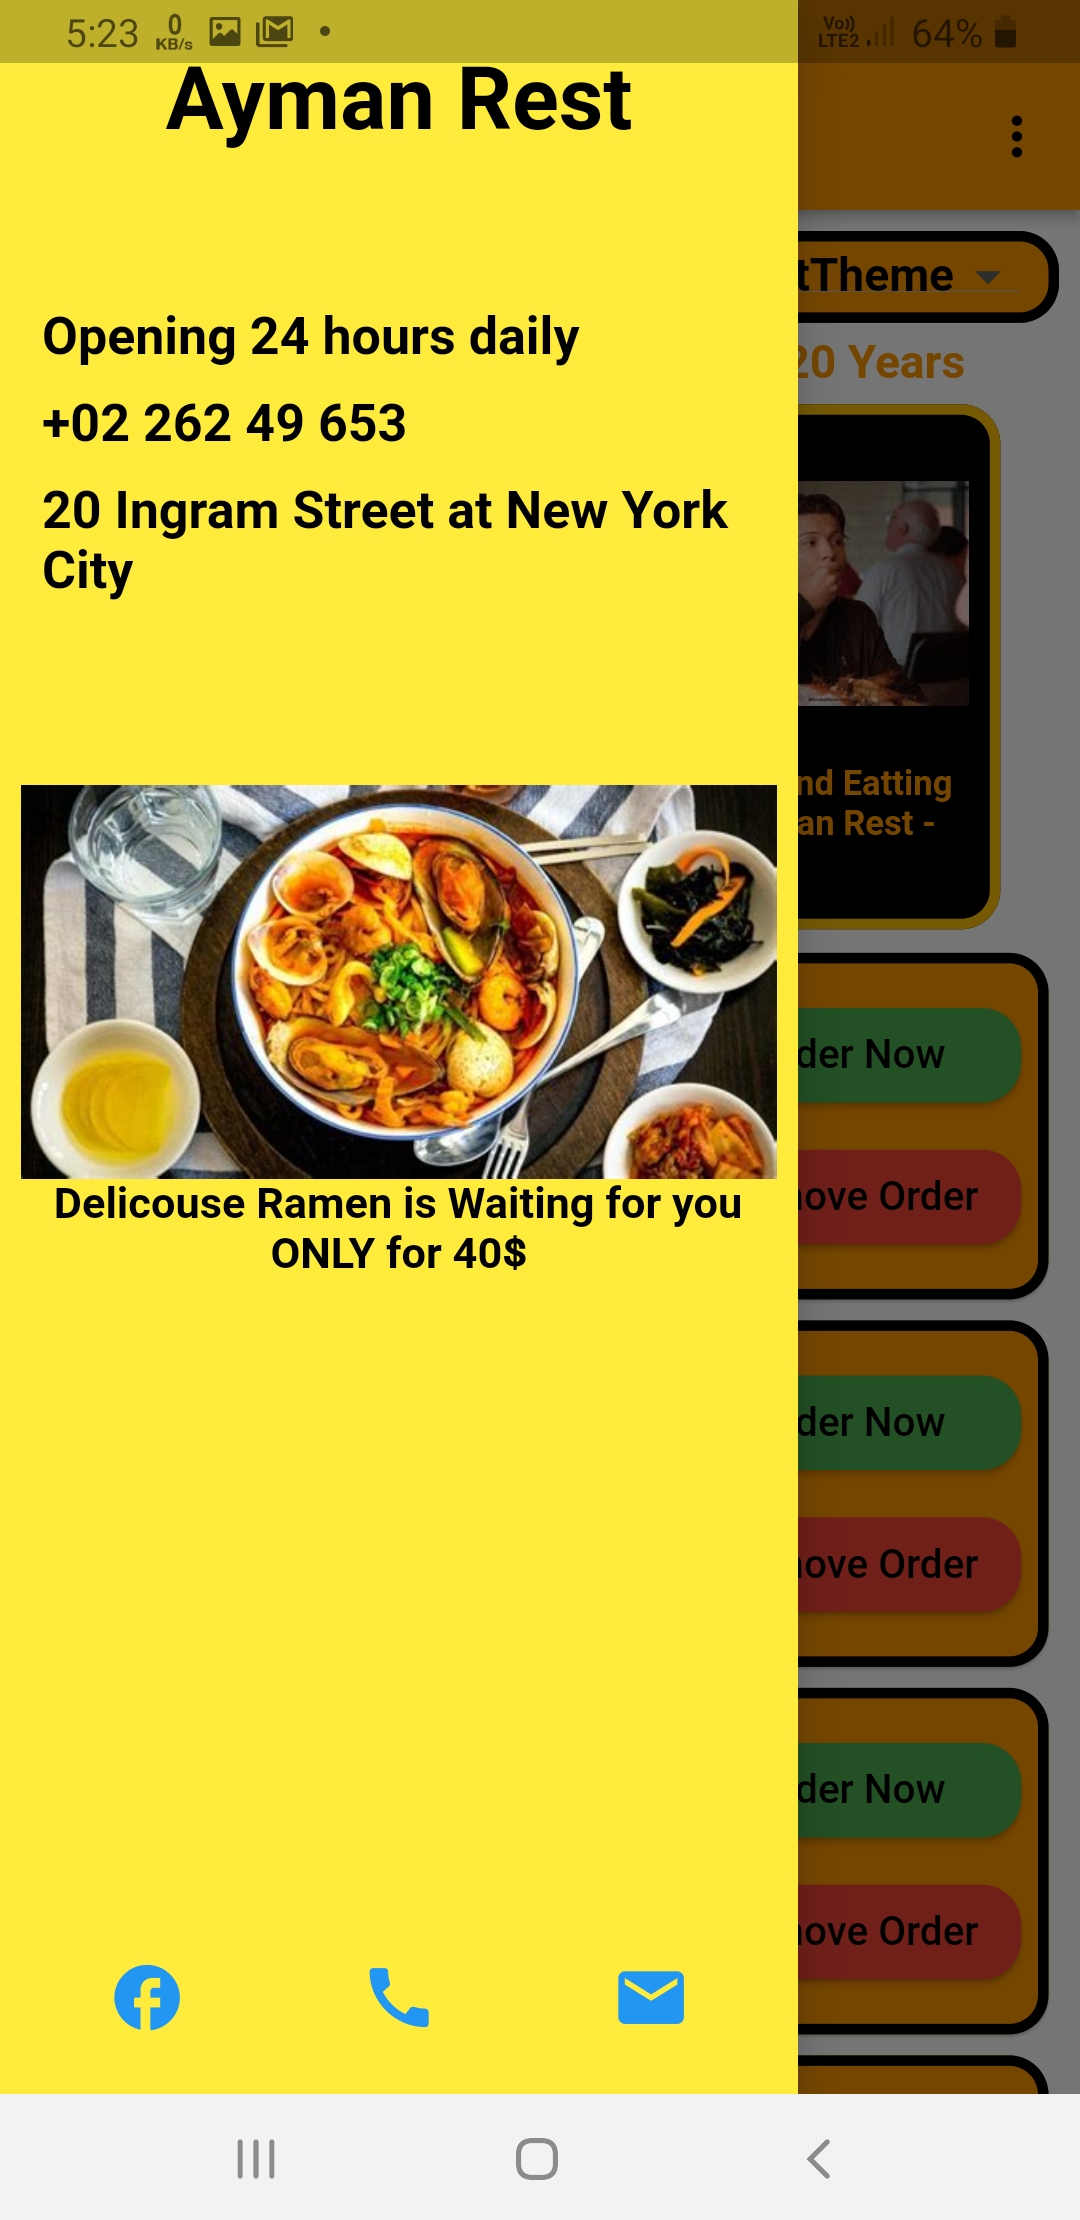 5:23
0
KB/s
Vo))
LTE2
64%
Ayman Rest
Opening 24 hours daily
+02 262 49 653
20 Ingram Street at New York
City
Delicouse Ramen is Waiting for you
ONLY for 40$
tTheme
20 Years
nd Eatting
an Rest -
der Now
ove Order
der Now
ove Order
der Now
ove Order